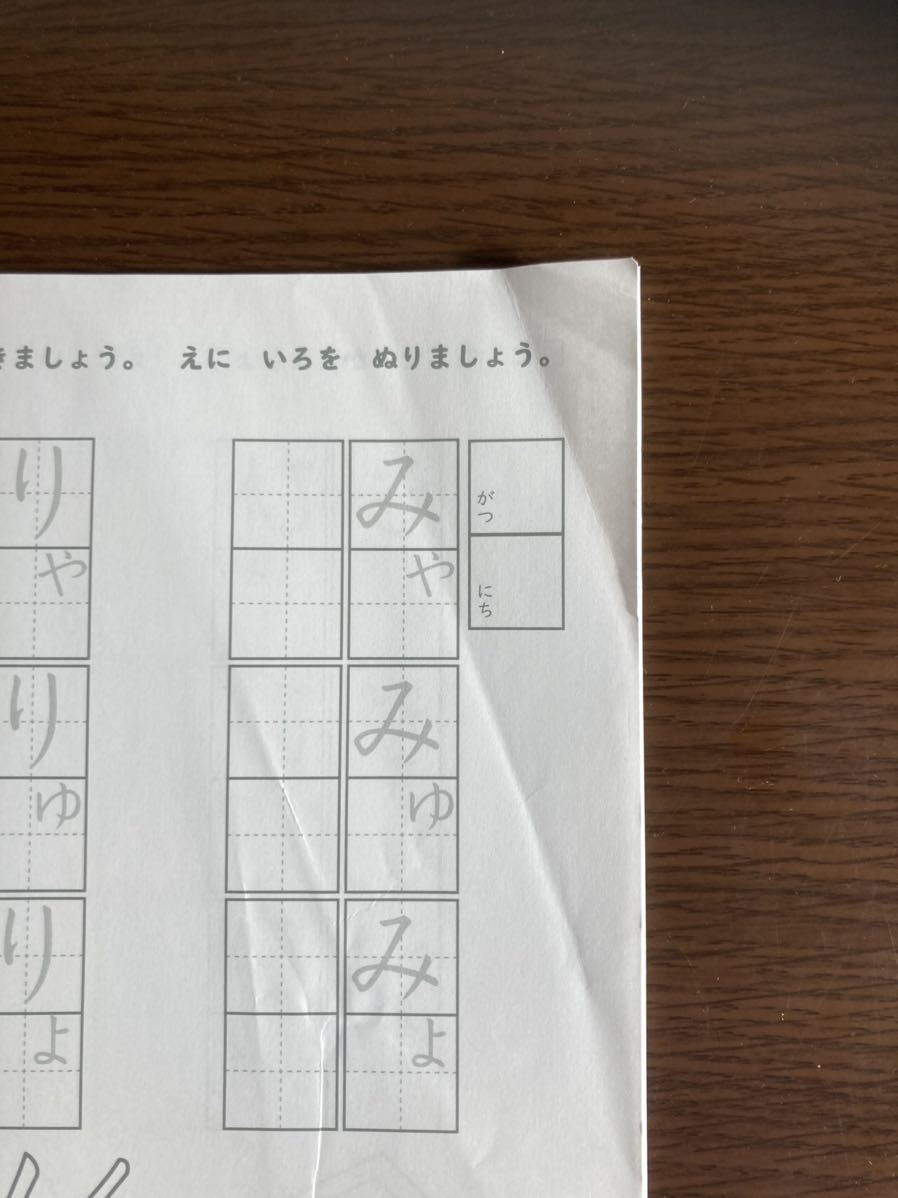 きましょう。 えに いろを ぬりましょう。
がつ
にち
みゃ
みゅ
みょ
りゃ
りゅ
りょ